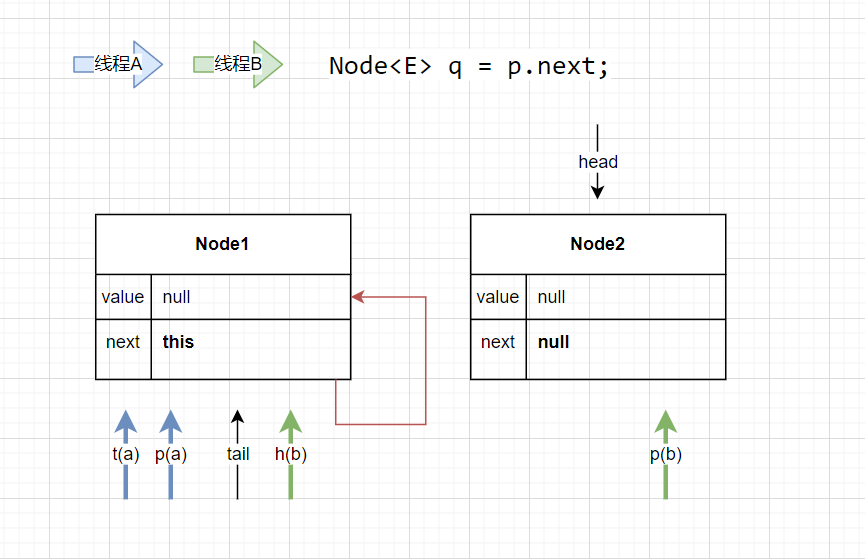 线程A
线程B
Node<E> q = p.next;
head
Node1
value
null
next
this
Node2
value
null
next
null
t(a)
p(a)
tail
h(b)
p(b)